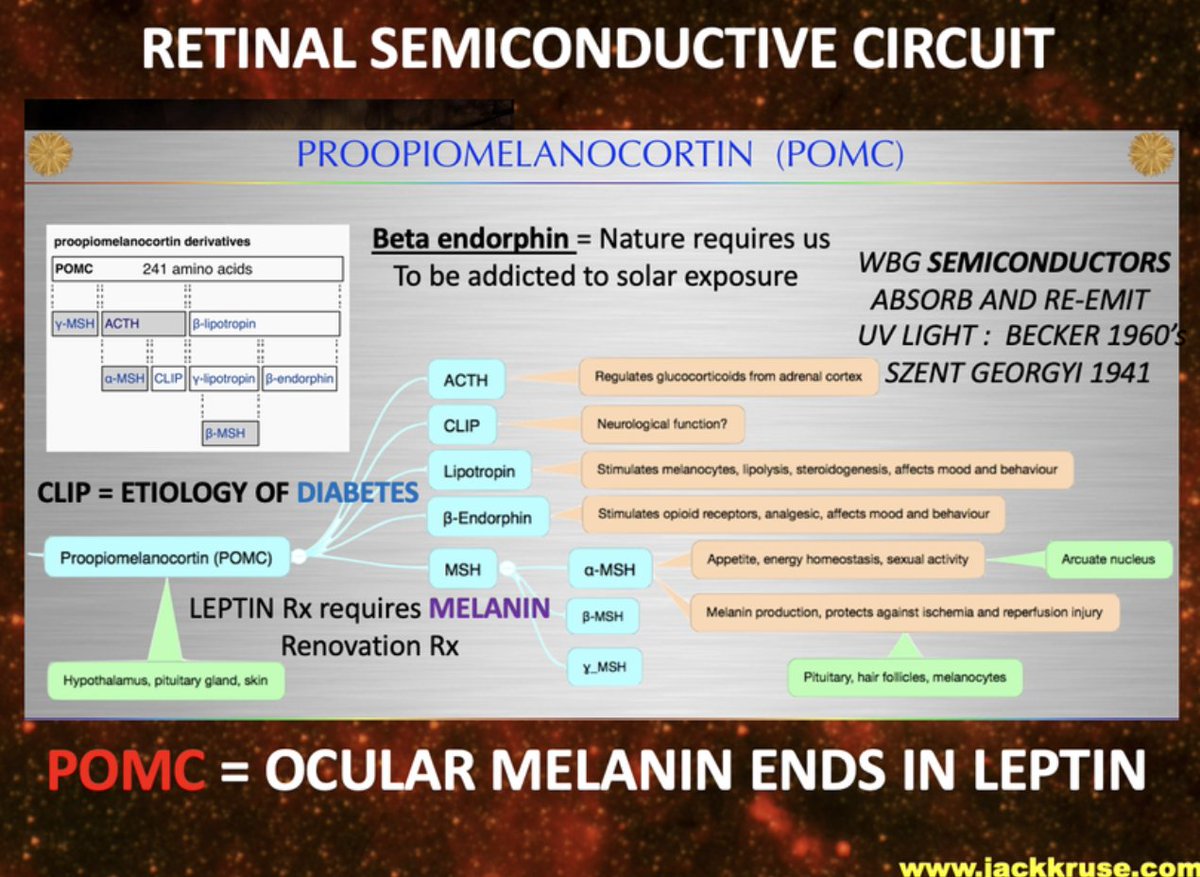 RETINAL SEMICONDUCTIVE CIRCUIT
PROOPIOMELANOCORTIN (POMC)
proopiomelanocortin derivatives
POMC 241 amino acids
γ-MSH ACTH β-lipotropin
α-MSH CLIP γ-lipotropin β-endorphin
β-MSH
Beta endorphin = Nature requires us
To be addicted to solar exposure
WBG SEMICONDUCTORS
ABSORB AND RE-EMIT
UV LIGHT : BECKER 1960's
SZENT GEORGYI 1941
ACTH
Regulates glucocorticoids from adrenal cortex
CLIP
Neurological function?
Lipotropin
Stimulates melanocytes, lipolysis, steroidogenesis, affects mood and behaviour
CLIP = ETIOLOGY OF DIABETES
β-Endorphin
Stimulates opioid receptors, analgesic, affects mood and behaviour
Proopiomelanocortin (POMC)
MSH
α-MSH
Appetite, energy homeostasis, sexual activity
Arcuate nucleus
LEPTIN Rx requires MELANIN
Renovation Rx
β-MSH
Melanin production, protects against ischemia and reperfusion injury
ɣ_MSH
Hypothalamus, pituitary gland, skin
Pituitary, hair follicles, melanocytes
POMC = OCULAR MELANIN ENDS IN LEPTIN
www.jackkruse.com